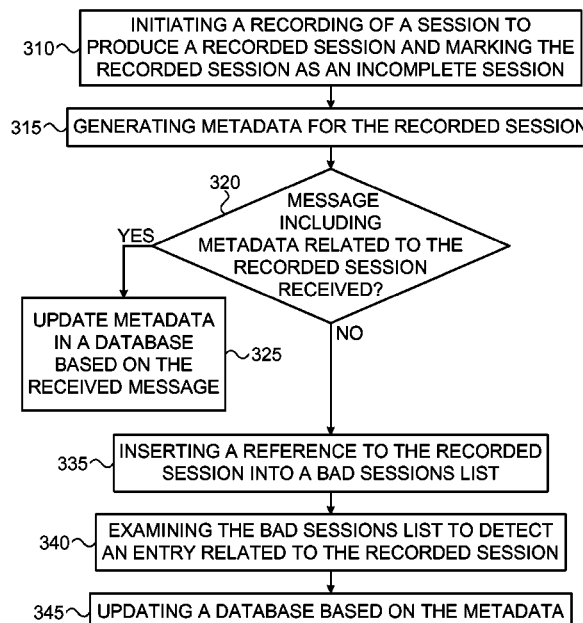 310
INITIATING A RECORDING OF A SESSION TO
PRODUCE A RECORDED SESSION AND MARKING THE
RECORDED SESSION AS AN INCOMPLETE SESSION
315
GENERATING METADATA FOR THE RECORDED SESSION
320
MESSAGE
INCLUDING
METADATA RELATED TO THE
RECORDED SESSION
RECEIVED?
YES
UPDATE METADATA
IN A DATABASE
BASED ON THE
RECEIVED MESSAGE
325
NO
335
INSERTING A REFERENCE TO THE RECORDED
SESSION INTO A BAD SESSIONS LIST
340
EXAMINING THE BAD SESSIONS LIST TO DETECT
AN ENTRY RELATED TO THE RECORDED SESSION
345
UPDATING A DATABASE BASED ON THE METADATA